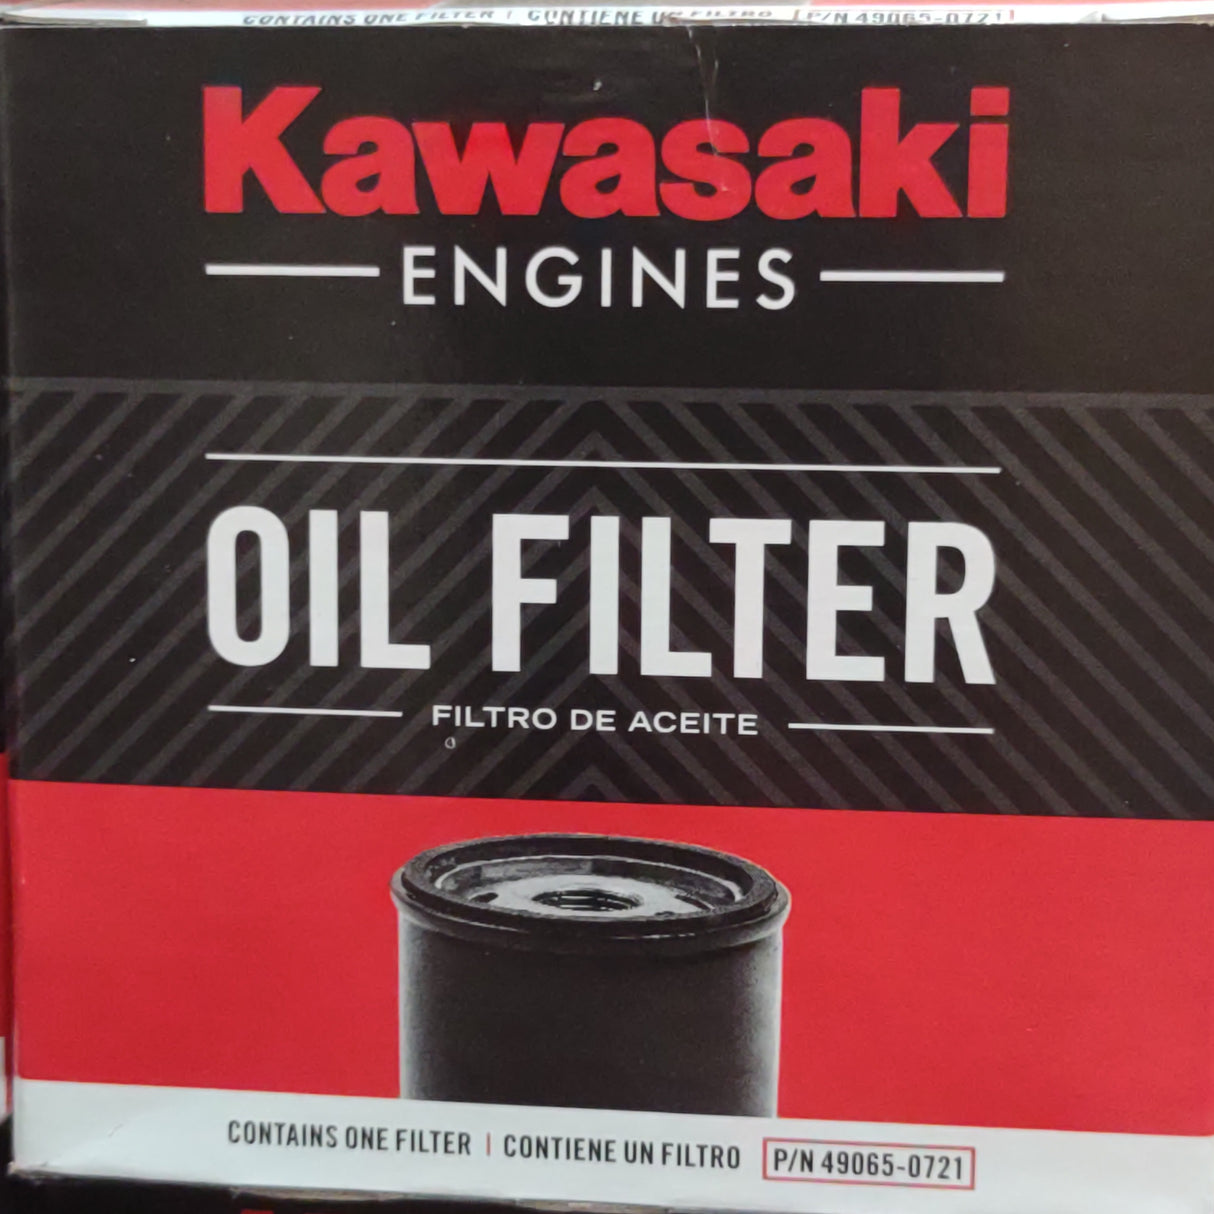 CONTAINS ONE FILTER | CONTIENE UN FILTRO P/N 49065-0721
Kawasaki
ENGINES
OIL FILTER
FILTRO DE ACEITE
CONTAINS ONE FILTER | CONTIENE UN FILTRO P/N 49065-0721